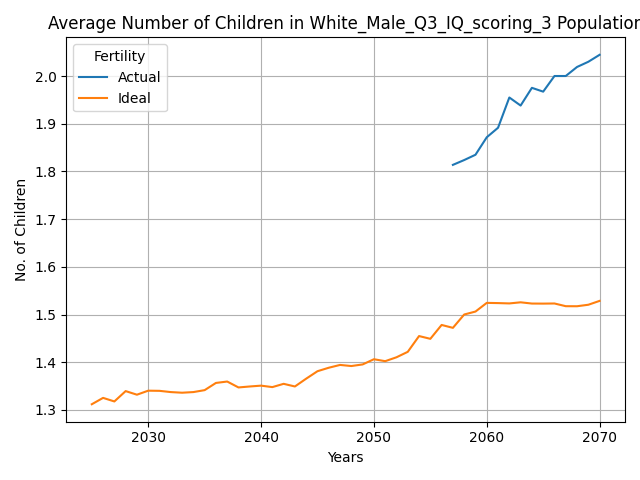 Average Number of Children in White_Male_Q3_IQ_scoring_3 Population
Fertility
Actual
Ideal
No. of Children
2.0
1.9
1.8
1.7
1.6
1.5
1.4
1.3
2030 2040 2050 2060 2070
Years